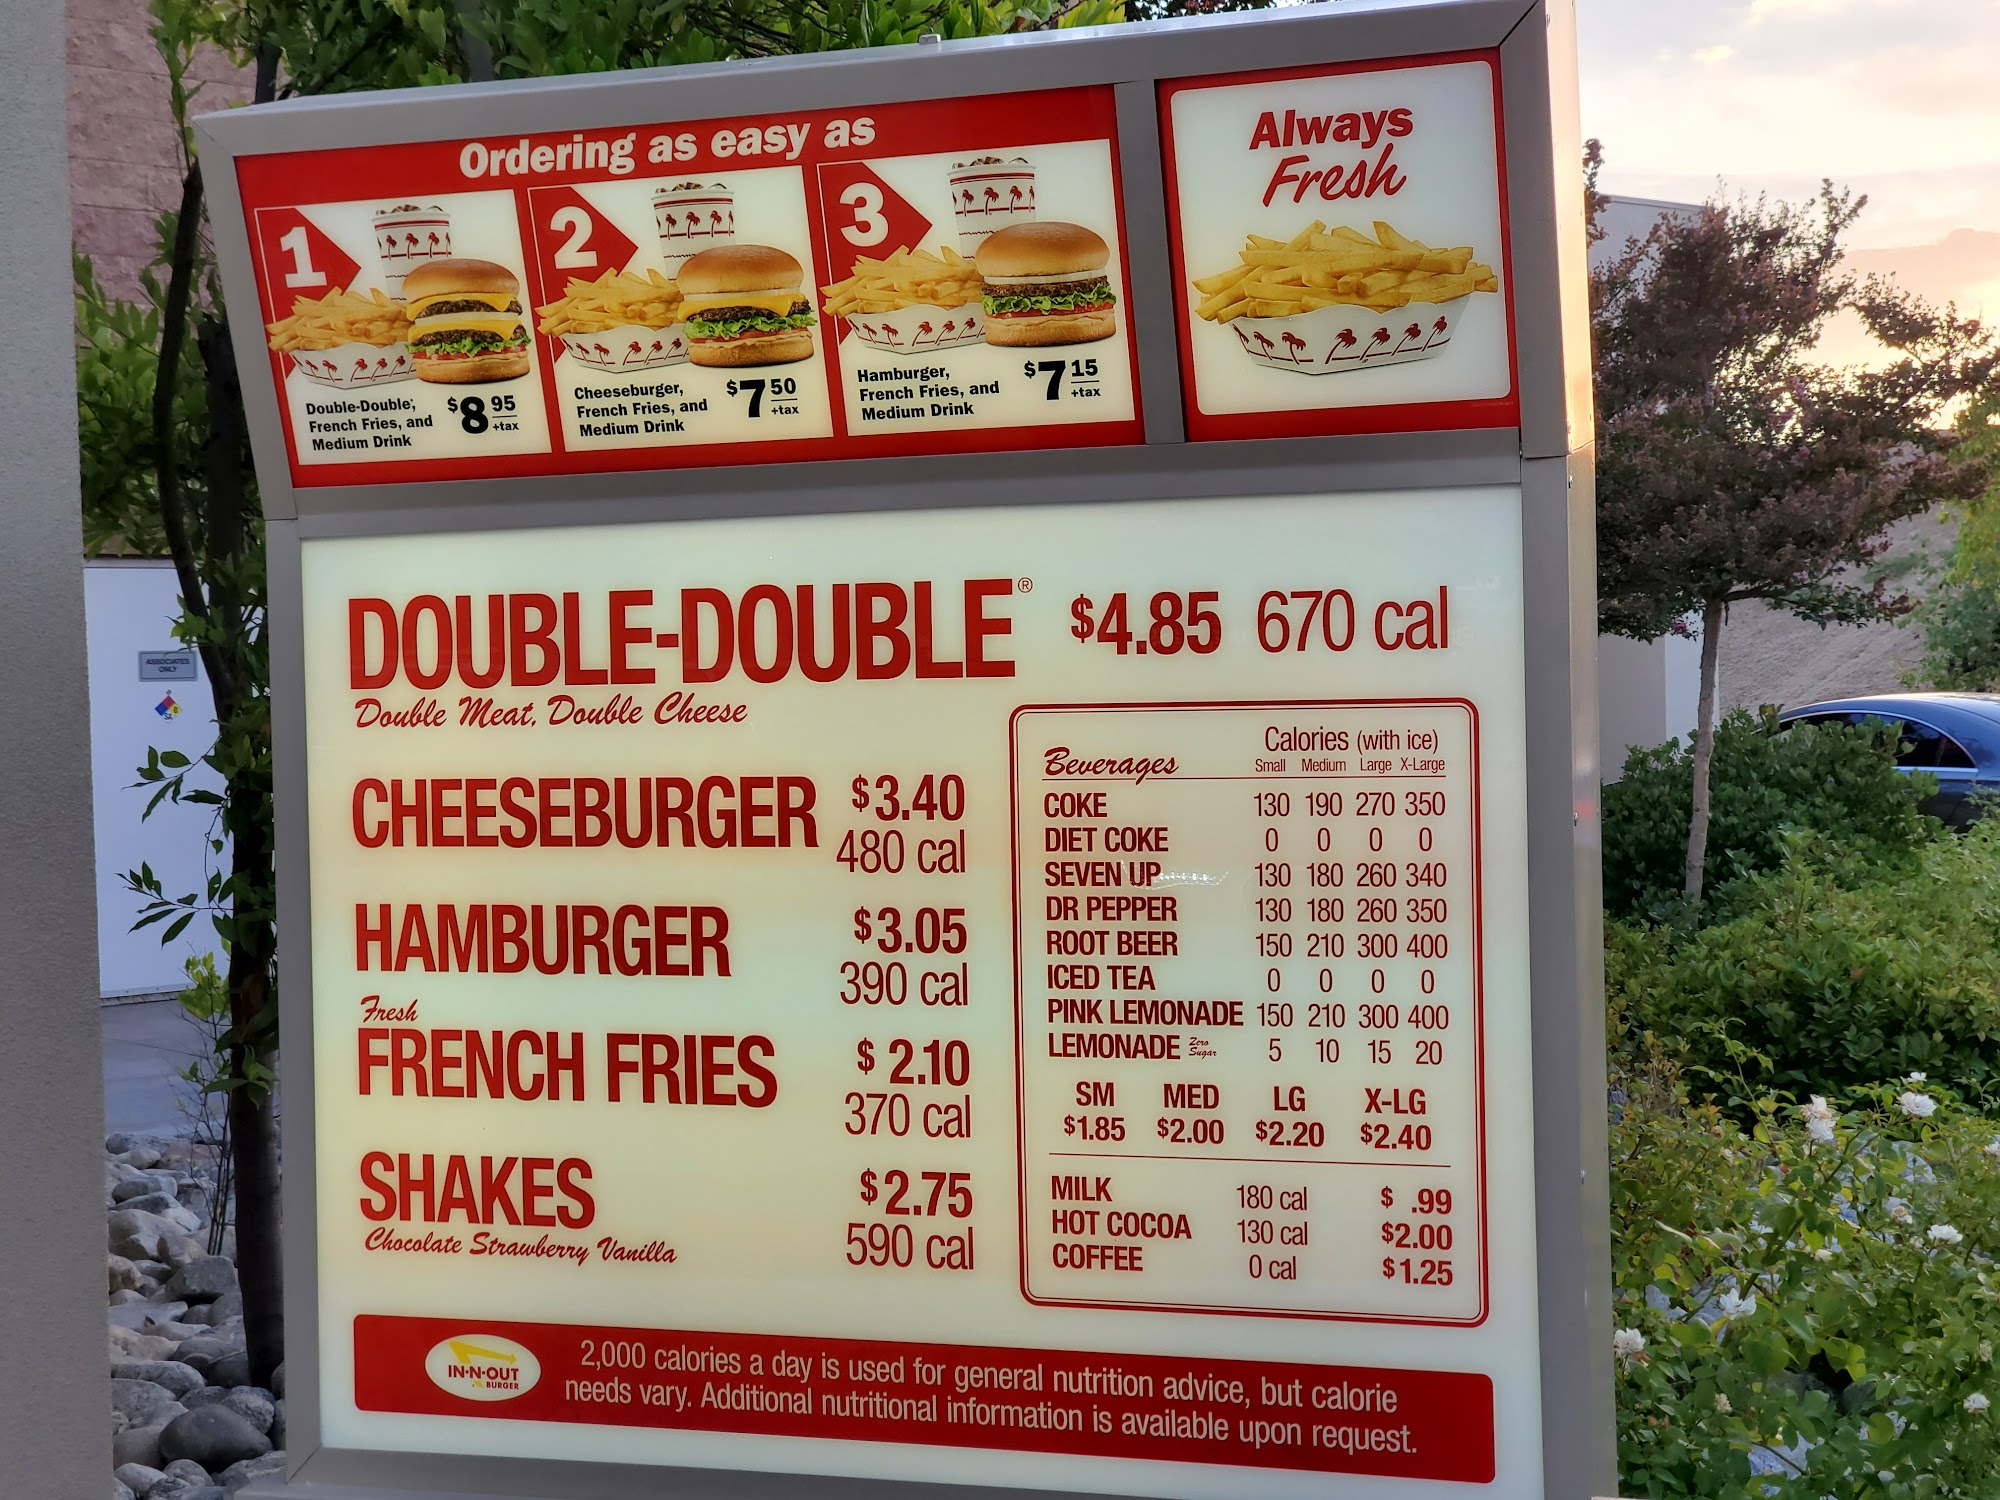 Ordering as easy as
1
Double-Double®,
French Fries, and
Medium Drink
$8 95
+tax
2
Cheeseburger,
French Fries, and
Medium Drink
$7 50
+tax
3
Hamburger,
French Fries, and
Medium Drink
$7 15
+tax
Always
Fresh
DOUBLE-DOUBLE® $4.85 670 cal
Double Meat, Double Cheese
CHEESEBURGER $3.40
480 cal
HAMBURGER $3.05
390 cal
Fresh
FRENCH FRIES $ 2.10
370 cal
SHAKES $2.75
Chocolate Strawberry Vanilla 590 cal
Calories (with ice)
Beverages Small Medium Large X-Large
COKE 130 190 270 350
DIET COKE 0 0 0 0
SEVEN UP 130 180 260 340
DR PEPPER 130 180 260 350
ROOT BEER 150 210 300 400
ICED TEA 0 0 0 0
PINK LEMONADE 150 210 300 400
LEMONADE Zero Sugar 5 10 15 20
SM MED LG X-LG
$1.85 $2.00 $2.20 $2.40
MILK 180 cal $ .99
HOT COCOA 130 cal $2.00
COFFEE 0 cal $1.25
IN-N-OUT
BURGER
2,000 calories a day is used for general nutrition advice, but calorie
needs vary. Additional nutritional information is available upon request.
ASSOCIATES
ONLY